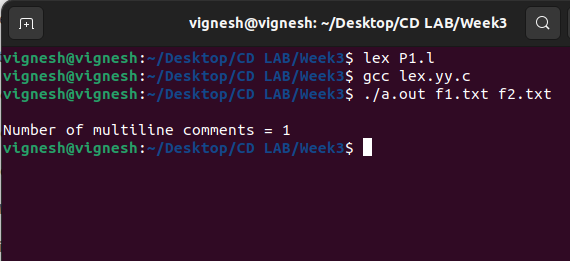 vignesh@vignesh: ~/Desktop/CD LAB/Week3
vignesh@vignesh:~/Desktop/CD LAB/Week3$ lex P1.l
vignesh@vignesh:~/Desktop/CD LAB/Week3$ gcc lex.yy.c
vignesh@vignesh:~/Desktop/CD LAB/Week3$ ./a.out f1.txt f2.txt
Number of multiline comments = 1
vignesh@vignesh:~/Desktop/CD LAB/Week3$